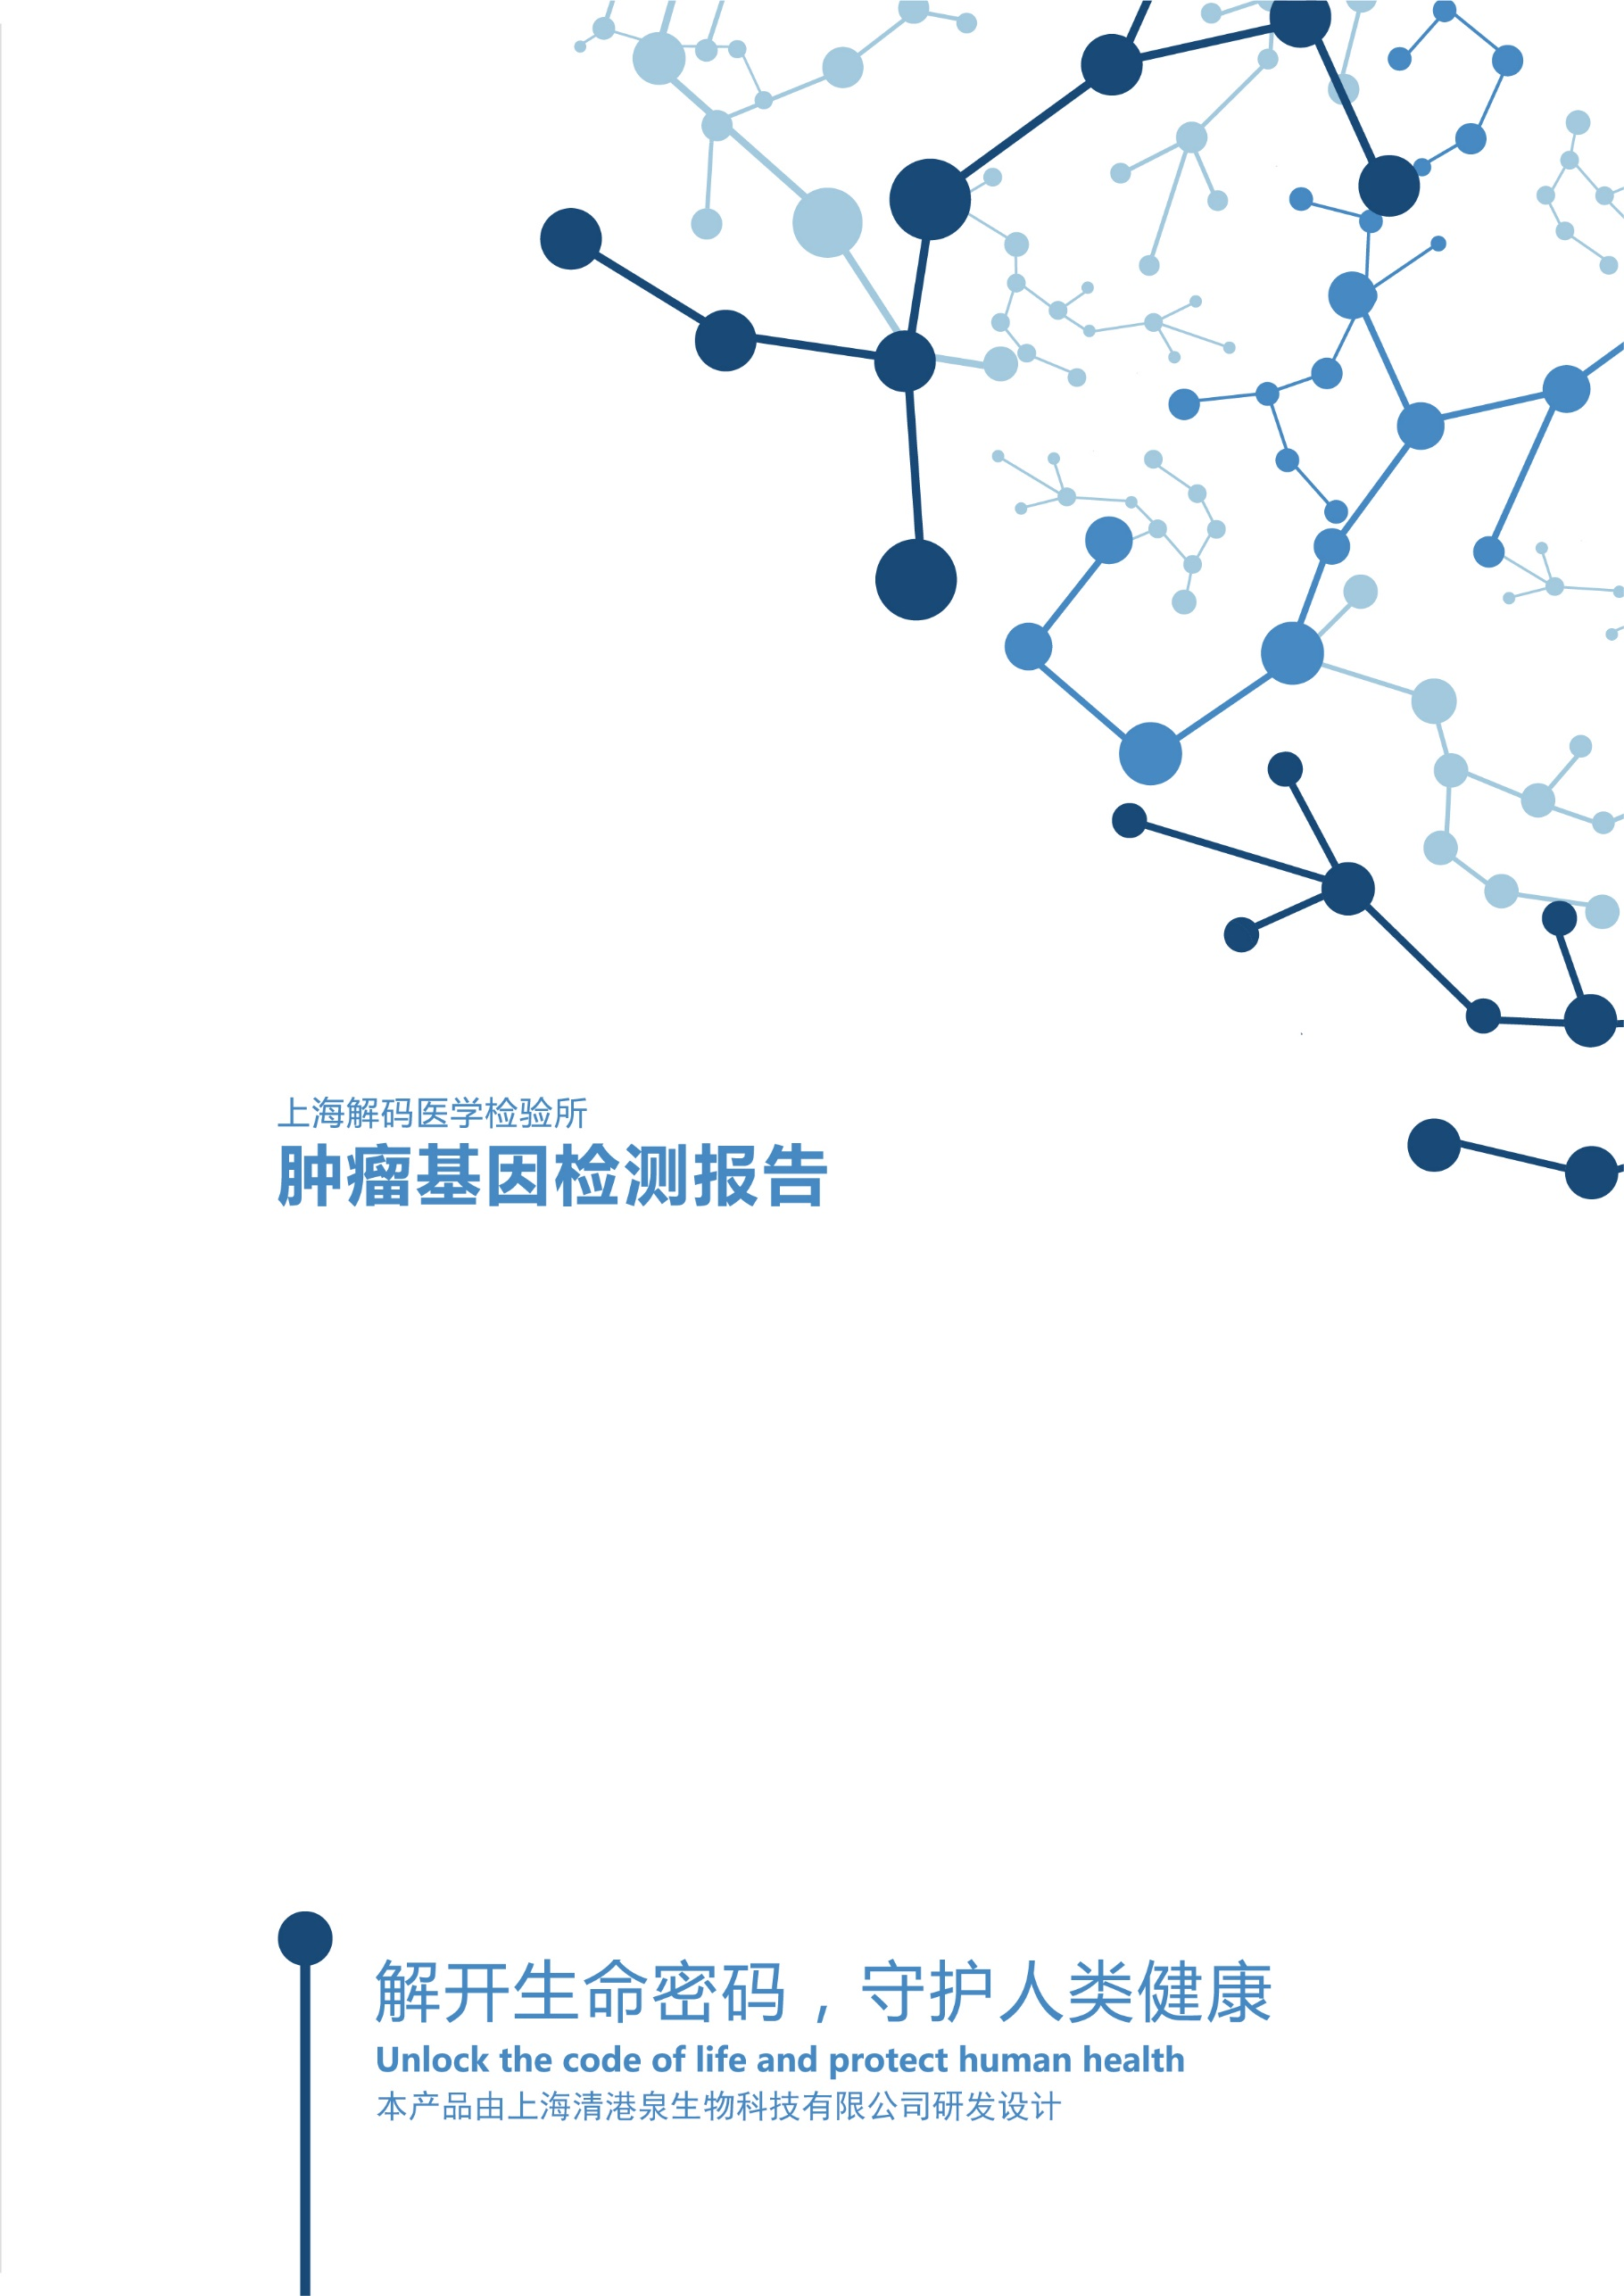 上海解码医学检验所
肿瘤基因检测报告
解开生命密码，守护人类健康
Unlock the code of life and protect human health
本产品由上海清港泉生物科技有限公司研发设计